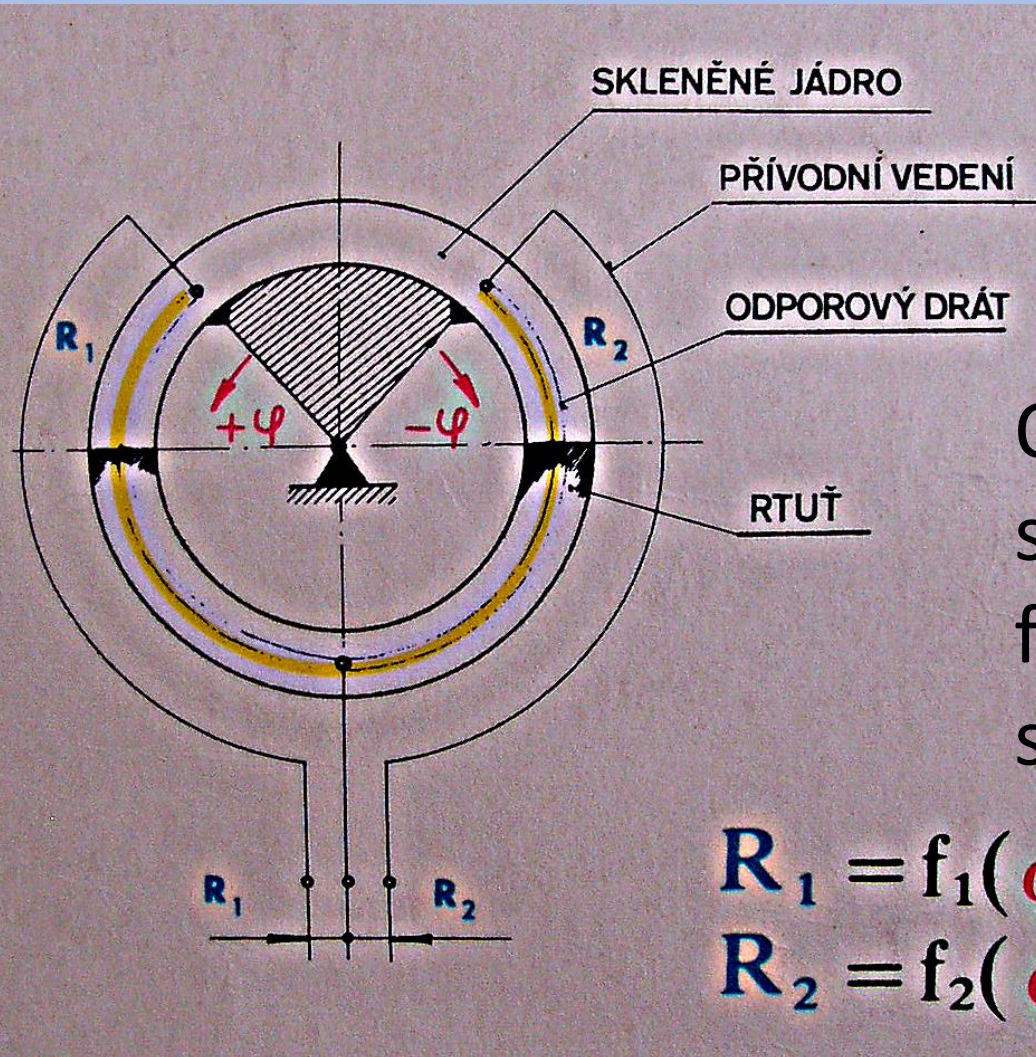 SKLENĚNÉ JÁDRO
PŘÍVODNÍ VEDENÍ
ODPOROVÝ DRÁT
R₁
R₂
+φ
-φ
RTUŤ
R₁
R₂
R₁ = f₁(
R₂ = f₂(